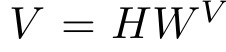 V = HW^V